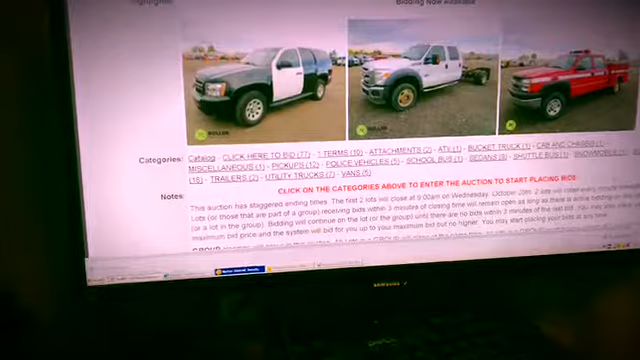 Bidding Now Available
ROLLER
ROLLER
ROLLER
Categories: Catalog - CLICK HERE TO BID (77) - 1 TERMS (10) - ATTACHMENTS (2) - ATV (1) - BUCKET TRUCK (1) - CAB AND CHASSIS (1) -
MISCELLANEOUS (1) - PICKUPS (12) - POLICE VEHICLES (5) - SCHOOL BUS (1) - SEDANS (8) - SHUTTLE BUS (1) - SNOWMOBILE (1) -
(18) - TRAILERS (2) - UTILITY TRUCKS (7) - VANS (5)
CLICK ON THE CATEGORIES ABOVE TO ENTER THE AUCTION TO START PLACING BIDS
Notes: This auction has staggered ending times. The first 2 lots will close at 9:00am on Wednesday, October 28th. 2 lots will close every minute
Lots (or those that are part of a group) receiving bids within 3 minutes of closing time will remain open as long as there is active bidding on
(or a lot in the group). Bidding will continue on the lot (or the group) until there are no bids within 3 minutes of the last bid. You may
maximum bid price and the system will bid for you up to your maximum bid but no higher. You may start placing your bids at any time.
SAMSUNG